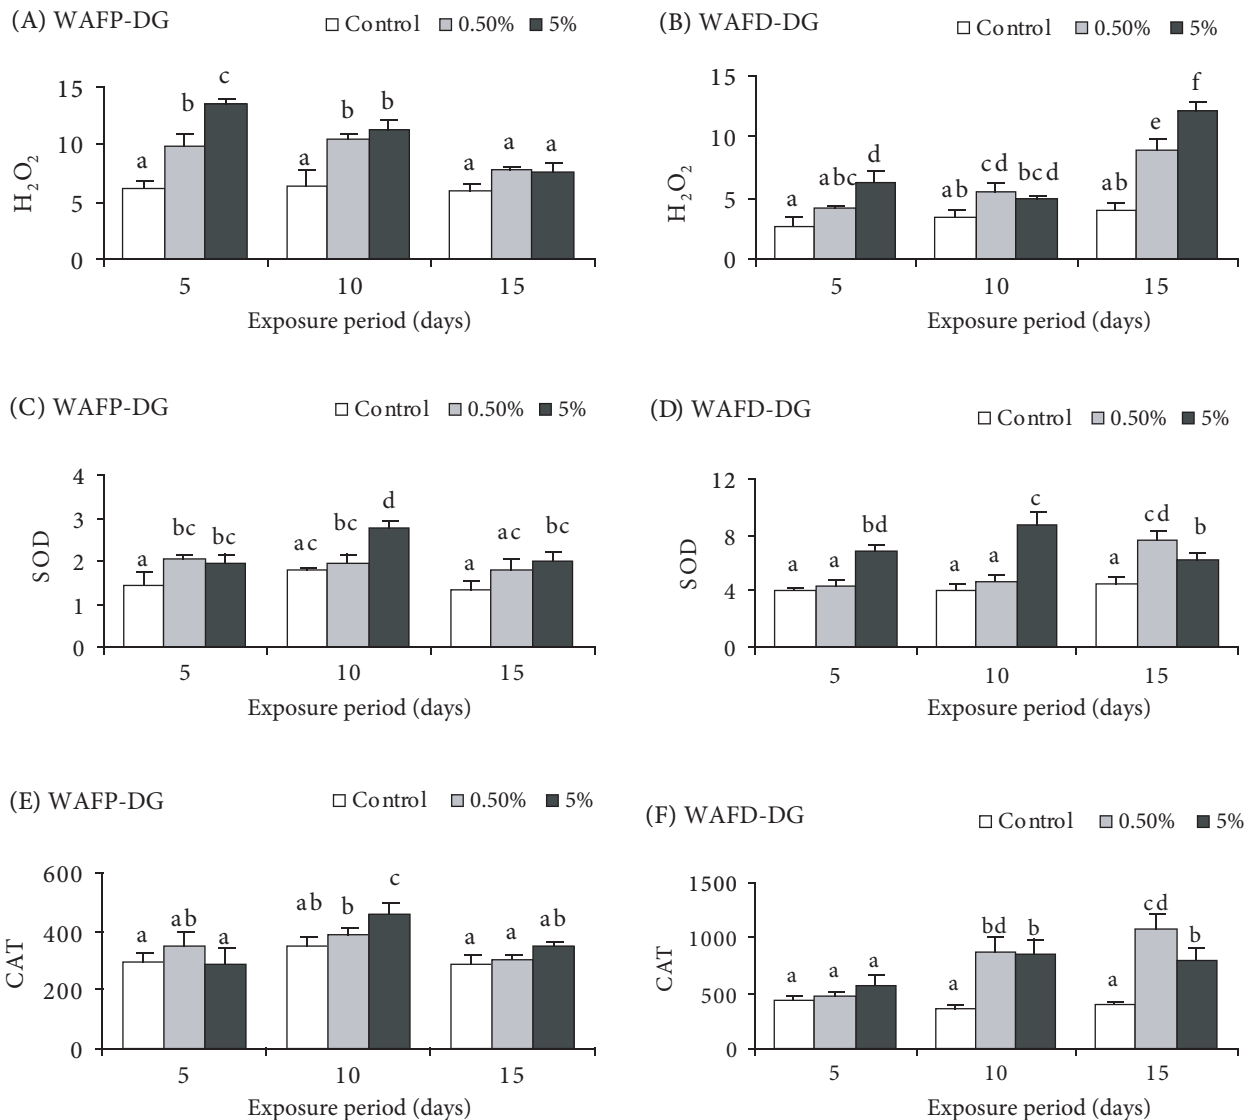 (A) WAFP-DG
Control 0.50% 5%
H₂O₂
15
10
5
0
a b c a b b a a a
5 10 15
Exposure period (days)
(B) WAFD-DG
Control 0.50% 5%
H₂O₂
15
10
5
0
a abc d ab cd bcd ab e f
5 10 15
Exposure period (days)
(C) WAFP-DG
Control 0.50% 5%
SOD
4
3
2
1
0
a bc bc ac bc d a ac bc
5 10 15
Exposure period (days)
(D) WAFD-DG
Control 0.50% 5%
SOD
12
8
4
0
a a bd a a c a cd b
5 10 15
Exposure period (days)
(E) WAFP-DG
Control 0.50% 5%
CAT
600
400
200
0
a ab a ab b c a a ab
5 10 15
Exposure period (days)
(F) WAFD-DG
Control 0.50% 5%
CAT
1500
1000
500
0
a a a a bd b a cd b
5 10 15
Exposure period (days)